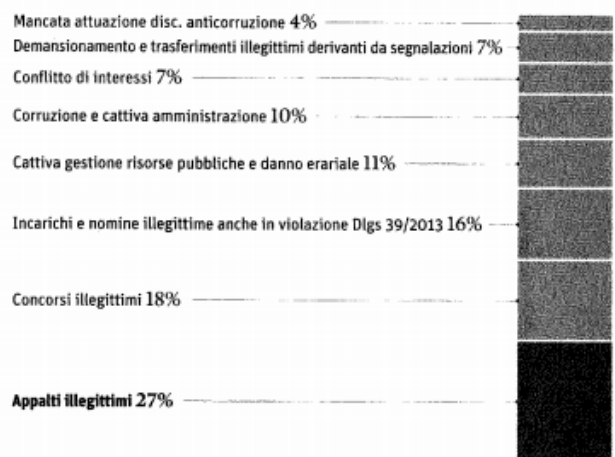 Mancata attuazione disc. anticorruzione 4%
Demansionamento e trasferimenti illegittimi derivanti da segnalazioni 7%
Conflitto di interessi 7%
Corruzione e cattiva amministrazione 10%
Cattiva gestione risorse pubbliche e danno erariale 11%
Incarichi e nomine illegittime anche in violazione Dlgs 39/2013 16%
Concorsi illegittimi 18%
Appalti illegittimi 27%